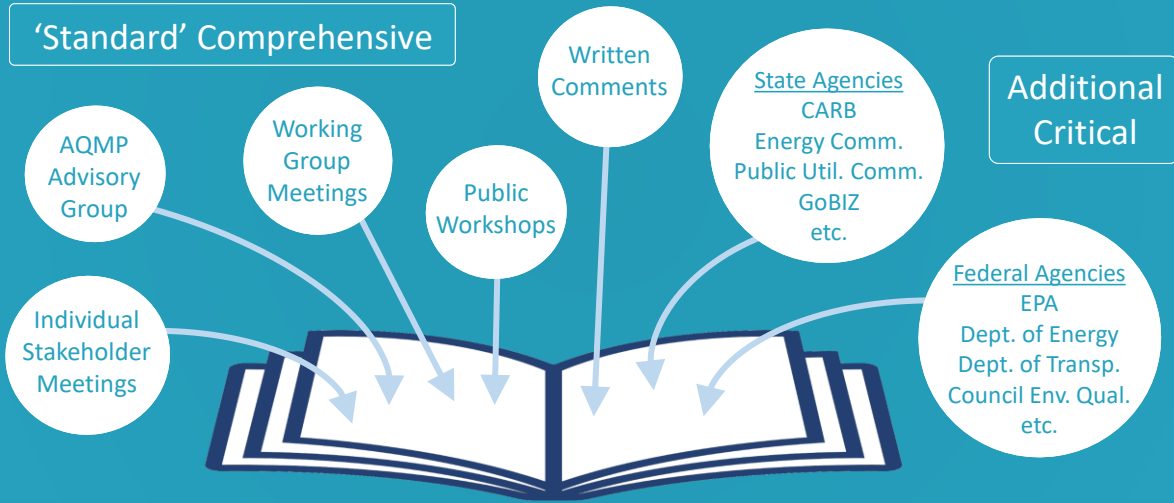 ‘Standard’ Comprehensive
AQMP
Advisory
Group
Individual
Stakeholder
Meetings
Working
Group
Meetings
Public
Workshops
Written
Comments
State Agencies
CARB
Energy Comm.
Public Util. Comm.
GoBIZ
etc.
Additional
Critical
Federal Agencies
EPA
Dept. of Energy
Dept. of Transp.
Council Env. Qual.
etc.